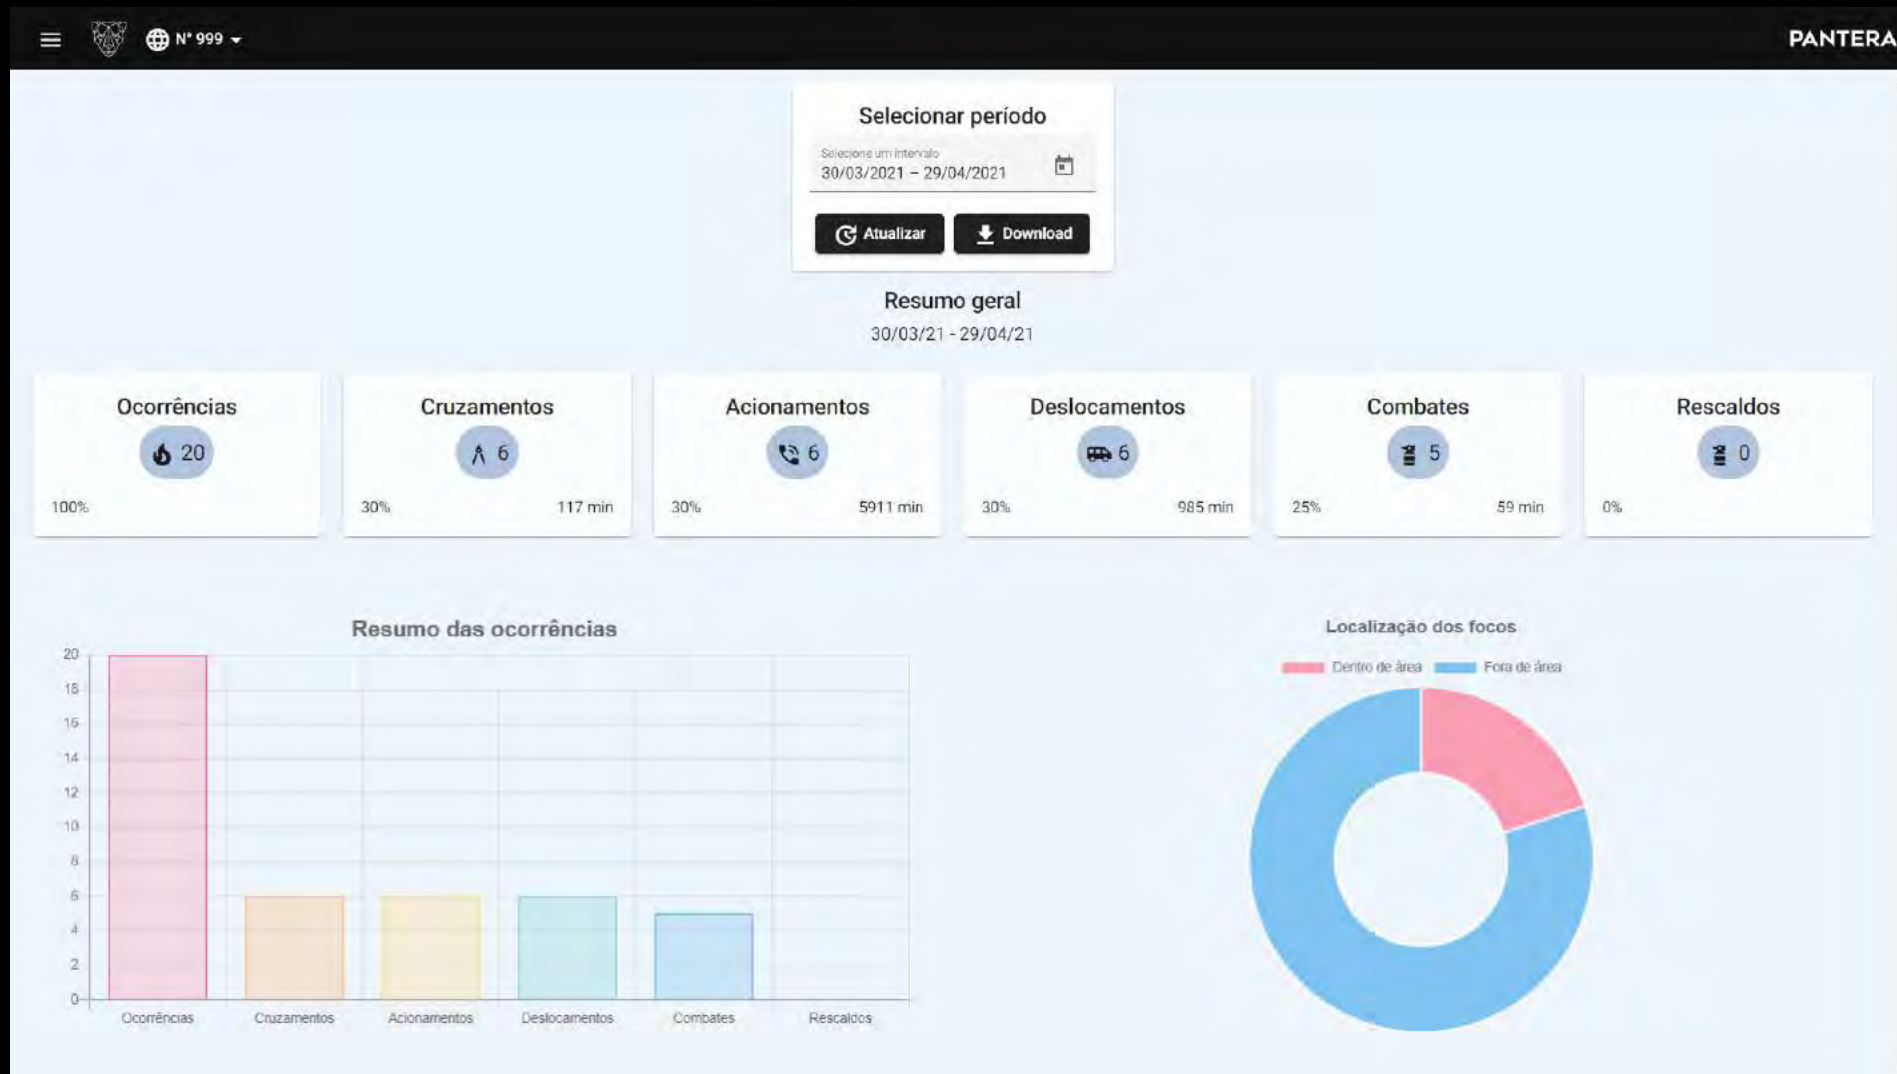 N° 999
PANTERA
Selecionar período
Selecione um intervalo
30/03/2021 – 29/04/2021
Atualizar
Download
Resumo geral
30/03/21 - 29/04/21
Ocorrências
20
100%
Cruzamentos
6
30%
117 min
Acionamentos
6
30%
5911 min
Deslocamentos
6
30%
985 min
Combates
5
25%
59 min
Rescaldos
0
0%
Resumo das ocorrências
20
18
16
14
12
10
8
6
4
2
0
Ocorrências
Cruzamentos
Acionamentos
Deslocamentos
Combates
Rescaldos
Localização dos focos
Dentro de área
Fora de área